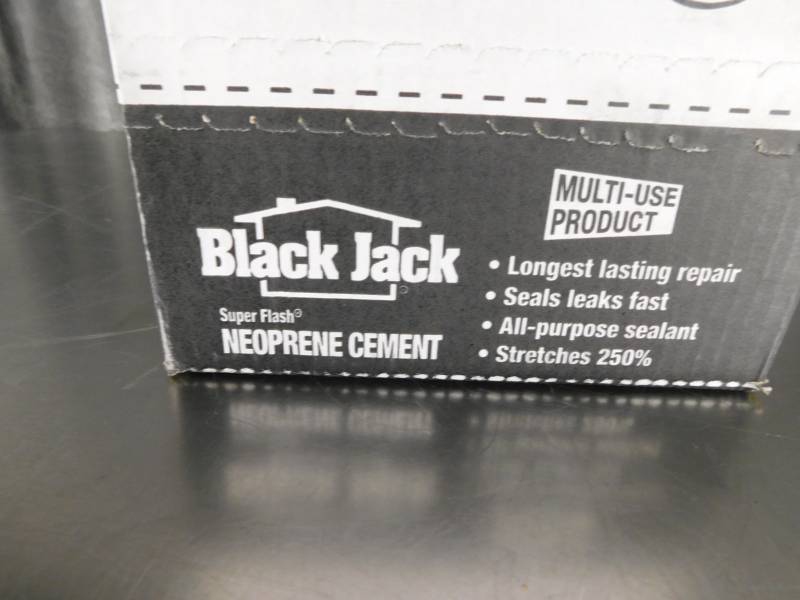 Black Jack
Super Flash®
NEOPRENE CEMENT
MULTI-USE
PRODUCT
• Longest lasting repair
• Seals leaks fast
• All-purpose sealant
• Stretches 250%